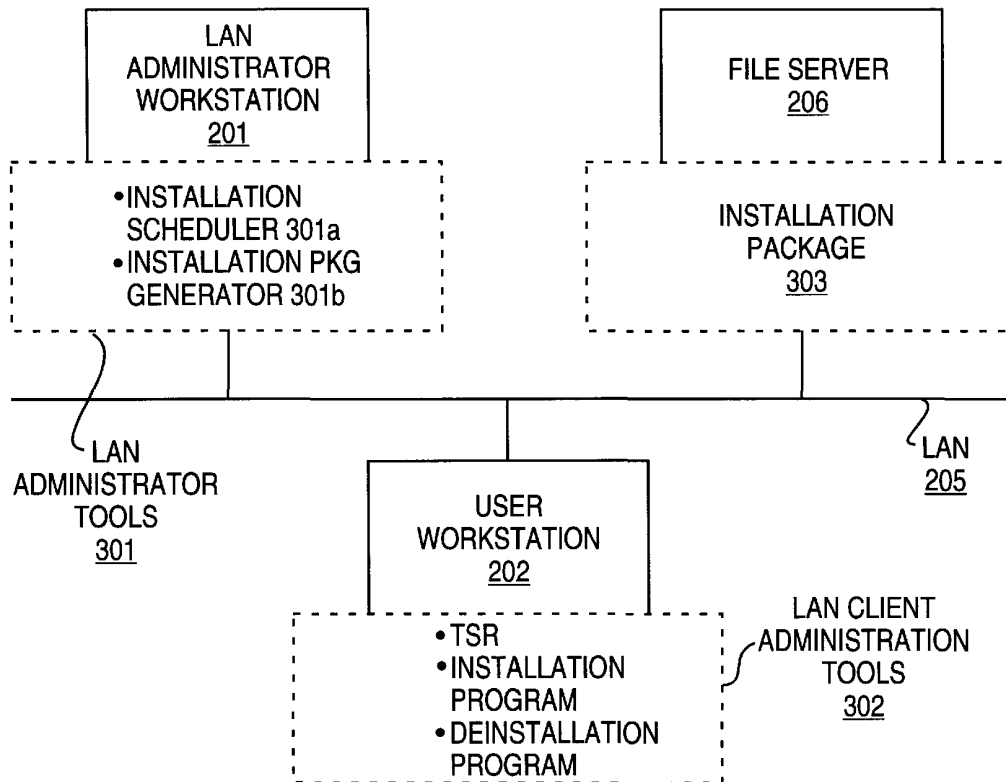 LAN
ADMINISTRATOR
WORKSTATION
201
•INSTALLATION
SCHEDULER 301a
•INSTALLATION PKG
GENERATOR 301b
FILE SERVER
206
INSTALLATION
PACKAGE
303
LAN
ADMINISTRATOR
TOOLS
301
LAN
205
USER
WORKSTATION
202
•TSR
•INSTALLATION
PROGRAM
•DEINSTALLATION
PROGRAM
LAN CLIENT
ADMINISTRATION
TOOLS
302